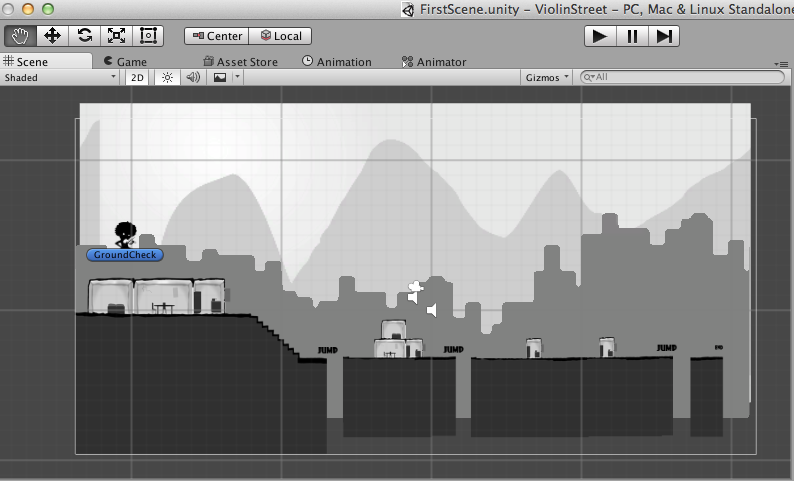 FirstScene.unity - ViolinStreet - PC, Mac & Linux Standalone
Center Local
Scene Game Asset Store Animation Animator
Shaded 2D Gizmos All
GroundCheck
JUMP JUMP JUMP END